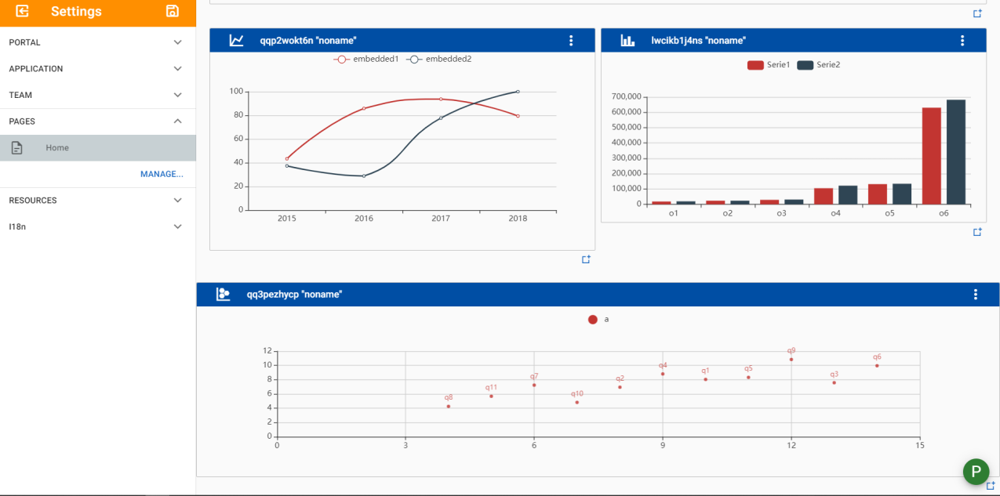 Settings
PORTAL
APPLICATION
TEAM
PAGES
Home
MANAGE...
RESOURCES
I18n
qqp2wokt6n "noname"
embedded1 embedded2
100
80
60
40
20
0
2015 2016 2017 2018
lwcikb1j4ns "noname"
Serie1 Serie2
700,000
600,000
500,000
400,000
300,000
200,000
100,000
0
o1 o2 o3 o4 o5 o6
qq3pezhycp "noname"
a
12
10
8
6
4
2
0
q8 q11 q7 q10 q2 q4 q1 q5 q9 q3 q6
0 3 6 9 12 15
P